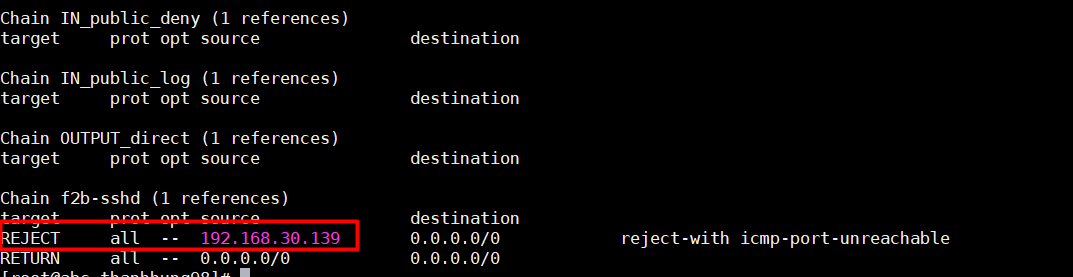 Chain IN_public_deny (1 references)
target     prot opt source               destination
Chain IN_public_log (1 references)
target     prot opt source               destination
Chain OUTPUT_direct (1 references)
target     prot opt source               destination
Chain f2b-sshd (1 references)
target     prot opt source               destination
REJECT     all  --  192.168.30.139       0.0.0.0/0            reject-with icmp-port-unreachable
RETURN     all  --  0.0.0.0/0            0.0.0.0/0
[root@abc thanhhung98]#